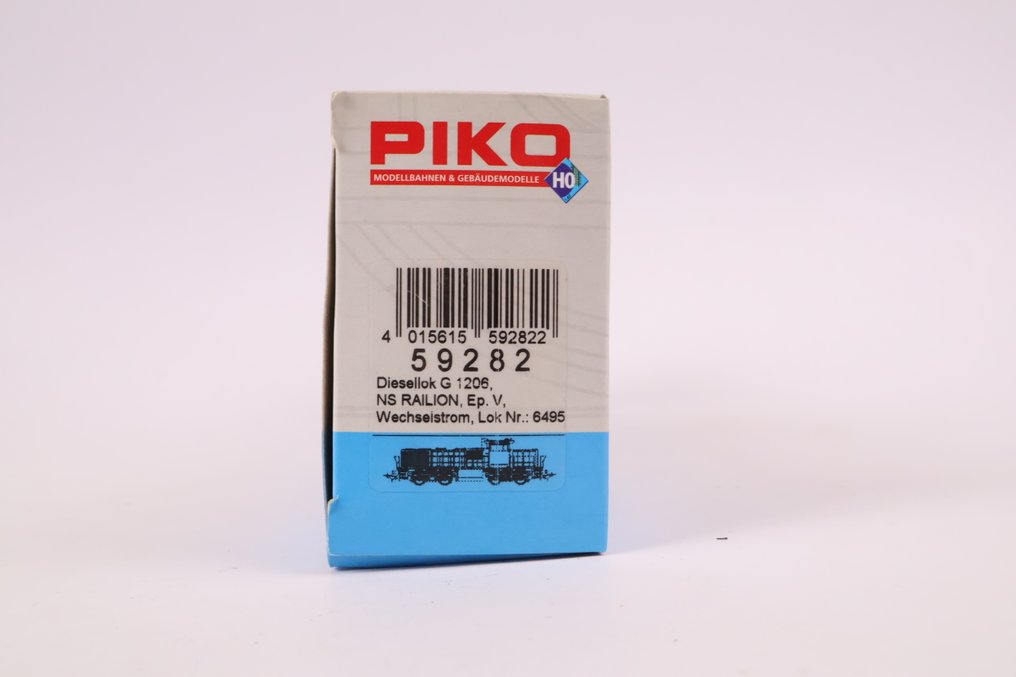 PIKO
MODELLBAHNEN & GEBÄUDEMODELLE
H0
4 015615 592822
59282
Diesellok G 1206,
NS RAILION, Ep. V,
Wechselstrom, Lok Nr.: 6495